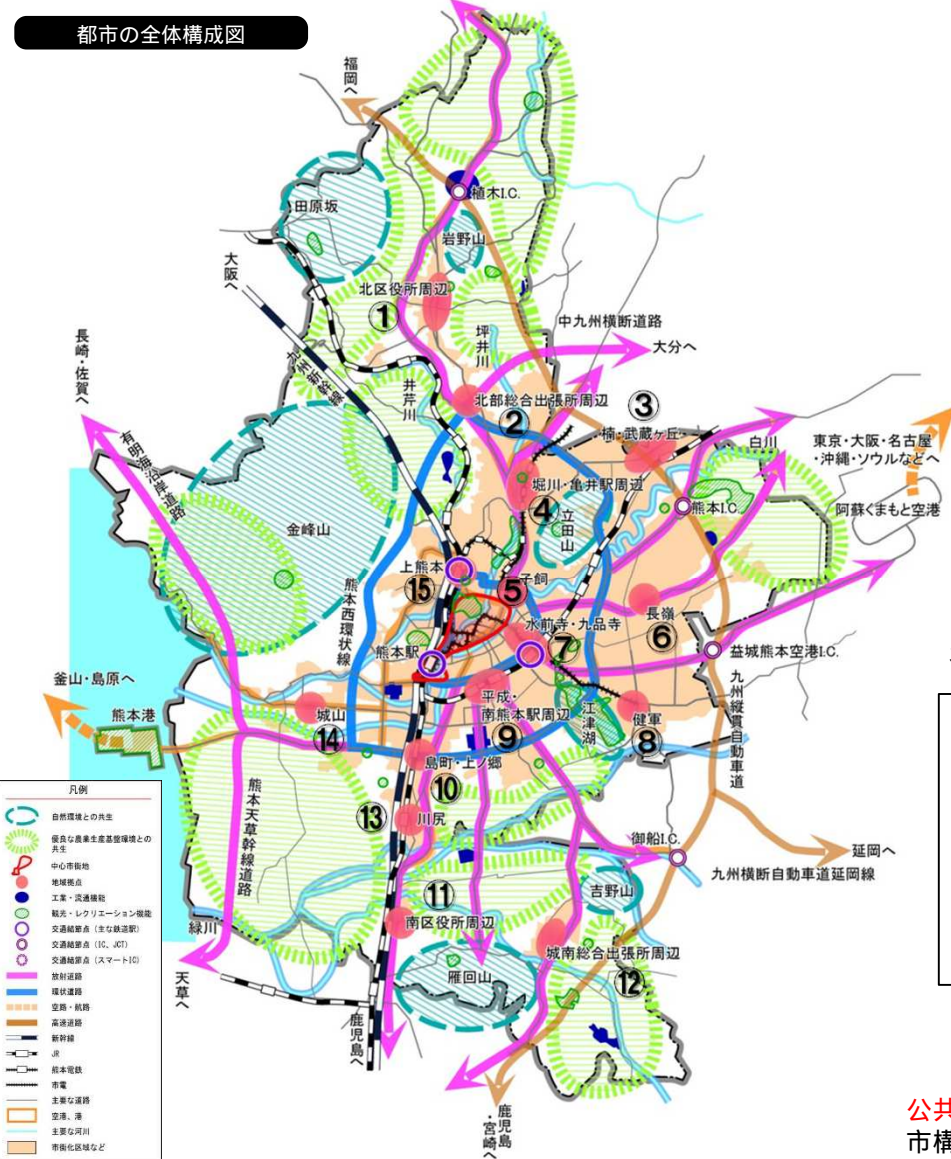 都市の全体構成図
福岡へ
植木I.C.
田原坂
岩野山
大阪へ
北区役所周辺
①
坪井川
中九州横断道路
大分へ
長崎・佐賀へ
九州新幹線
井芹川
北部総合出張所周辺
②
③
楠・武蔵ヶ丘
白川
東京・大阪・名古屋
・沖縄・ソウルなどへ
有明海沿岸道路
堀川・亀井駅周辺
④
立田山
熊本I.C.
阿蘇くまもと空港
金峰山
上熊本
⑮
⑤
子飼
熊本西環状線
水前寺・九品寺
⑦
長嶺
⑥
熊本駅
益城熊本空港I.C.
釜山・島原へ
熊本港
城山
⑭
平成・
南熊本駅周辺
⑨
江津湖
健軍
⑧
九州縦貫自動車道
島町・上ノ郷
⑩
熊本天草幹線道路
⑬
川尻
御船I.C.
延岡へ
九州横断自動車道延岡線
⑪
吉野山
南区役所周辺
緑川
城南総合出張所周辺
天草へ
雁回山
⑫
鹿児島へ
鹿児島
・宮崎へ
凡例
自然環境との共生
優良な農業生産基盤環境との
共生
中心市街地
地域拠点
工業・流通機能
観光・レクリエーション機能
交通結節点（主な鉄道駅）
交通結節点（IC、JCT）
交通結節点（スマートIC）
放射道路
環状道路
空路・航路
高速道路
新幹線
JR
熊本電鉄
市電
主要な道路
空港、港
主要な河川
市街化区域など
公共
市構